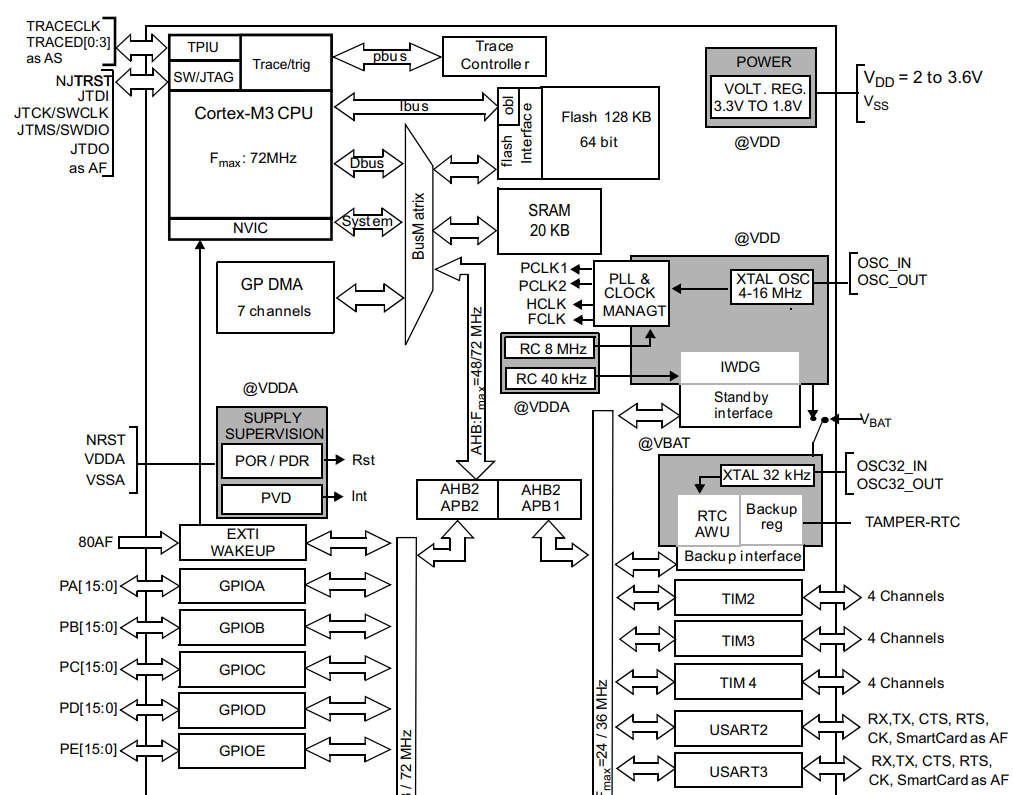 TRACECLK
TRACED[0:3]
as AS
NJTRST
JTDI
JTCK/SWCLK
JTMS/SWDIO
JTDO
as AF
TPIU
SW/JTAG
Trace/trig
Cortex-M3 CPU
Fmax: 72MHz
NVIC
pbus
Trace
Controller
Ibus
Dbus
System
BusMatrix
flash obl
Interface
Flash 128 KB
64 bit
SRAM
20 KB
POWER
VOLT. REG.
3.3V TO 1.8V
@VDD
VDD = 2 to 3.6V
VSS
GP DMA
7 channels
AHB:Fmax=48/72 MHz
@VDD
PCLK1
PCLK2
HCLK
FCLK
PLL &
CLOCK
MANAGT
XTAL OSC
4-16 MHz
OSC_IN
OSC_OUT
RC 8 MHz
RC 40 kHz
@VDDA
IWDG
Standby
interface
VBAT
@VBAT
@VDDA
SUPPLY
SUPERVISION
NRST
VDDA
VSSA
POR / PDR
Rst
PVD
Int
XTAL 32 kHz
OSC32_IN
OSC32_OUT
RTC
AWU
Backup
reg
TAMPER-RTC
Backup interface
AHB2
APB2
AHB2
APB1
80AF
EXTI
WAKEUP
PA[15:0]
GPIOA
PB[15:0]
GPIOB
PC[15:0]
GPIOC
PD[15:0]
GPIOD
PE[15:0]
GPIOE
/ 72 MHz
Fmax=24 / 36 MHz
TIM2
4 Channels
TIM3
4 Channels
TIM 4
4 Channels
USART2
RX,TX, CTS, RTS,
CK, SmartCard as AF
USART3
RX,TX, CTS, RTS,
CK, SmartCard as AF